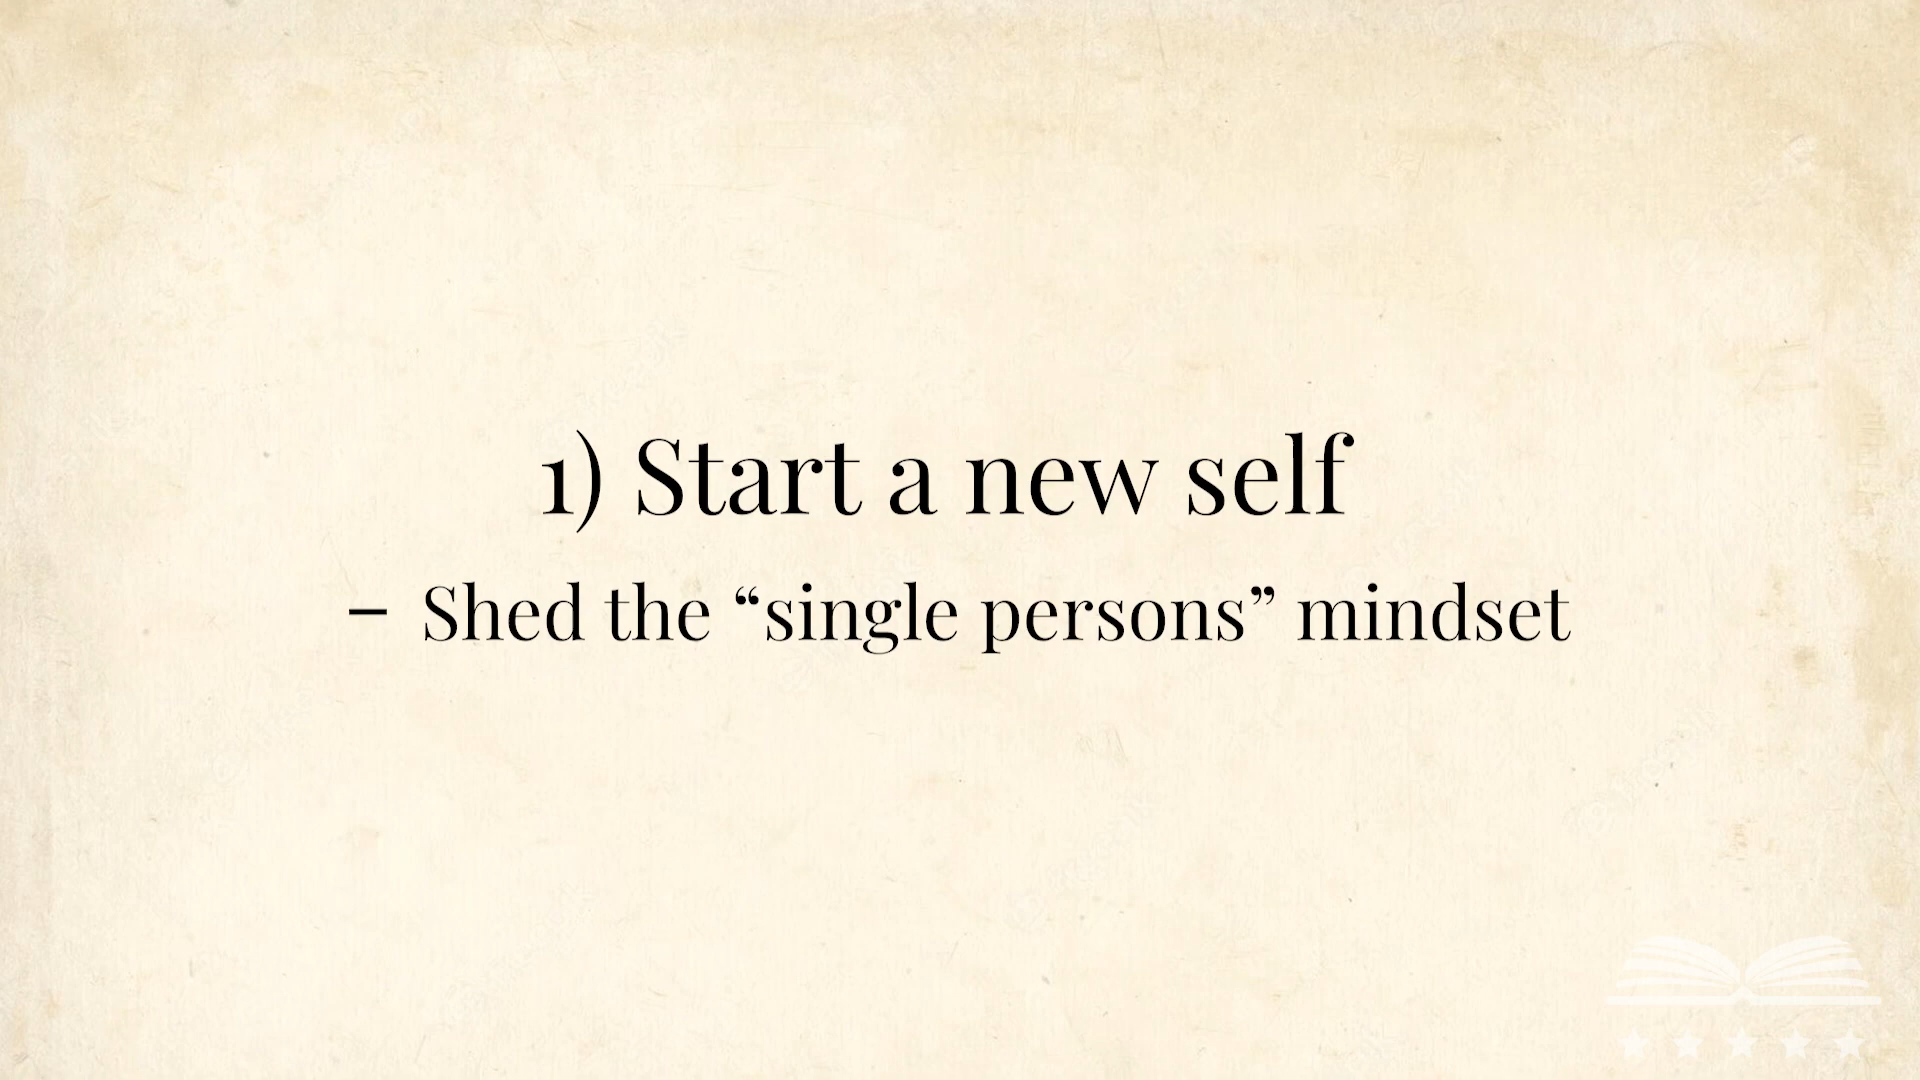 1) Start a new self
– Shed the “single persons” mindset